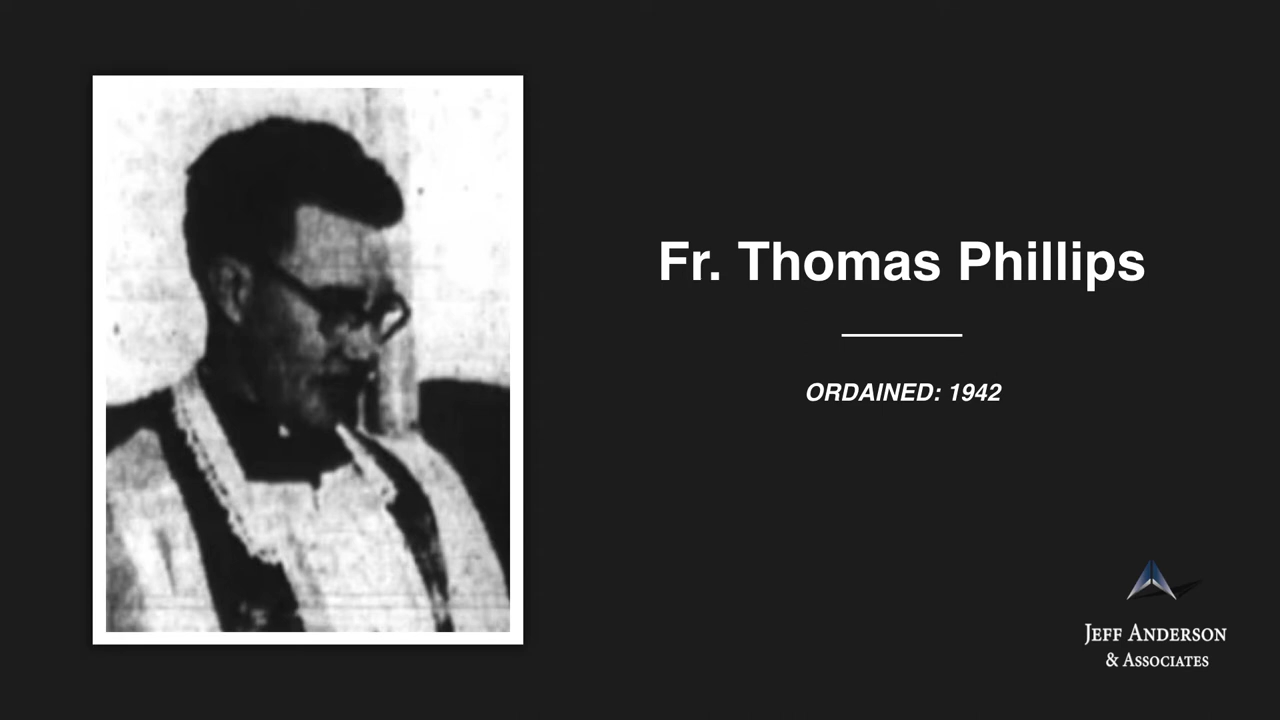 Fr. Thomas Phillips
ORDAINED: 1942
JEFF ANDERSON
& ASSOCIATES